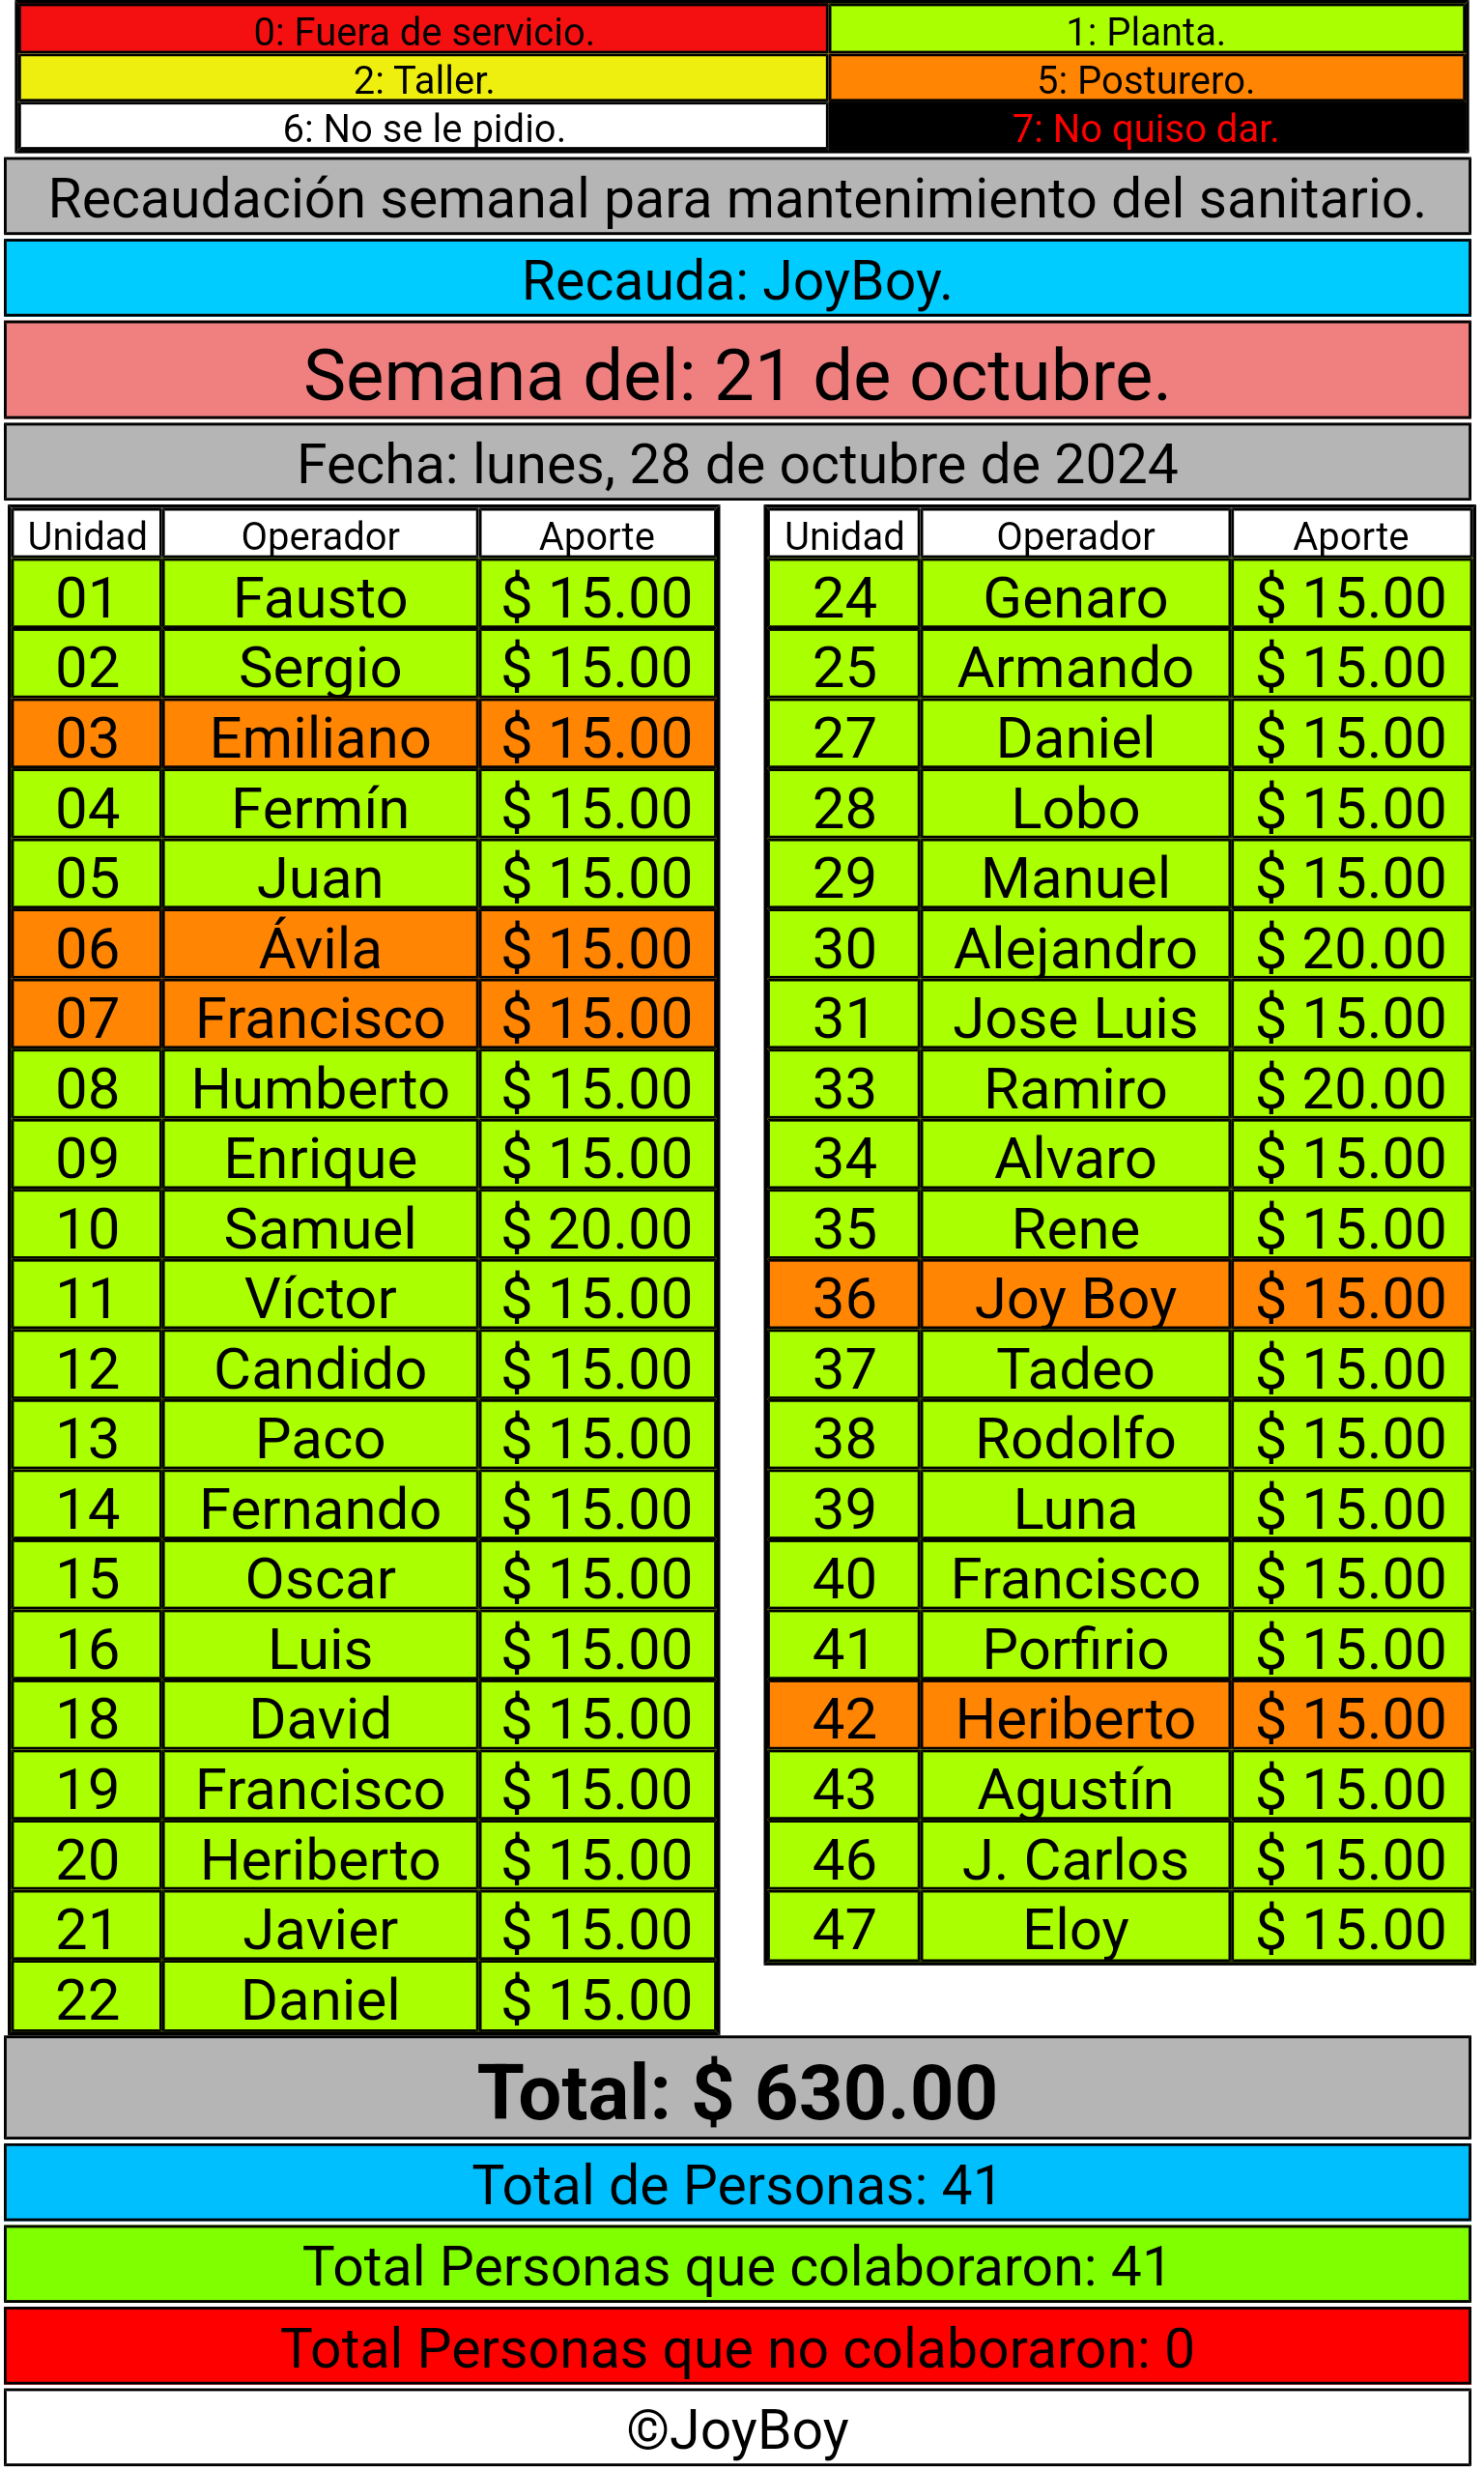 0: Fuera de servicio. 1: Planta.
2: Taller. 5: Posturero.
6: No se le pidio. 7: No quiso dar.
Recaudación semanal para mantenimiento del sanitario.
Recauda: JoyBoy.
Semana del: 21 de octubre.
Fecha: lunes, 28 de octubre de 2024
Unidad Operador Aporte
01 Fausto $ 15.00
02 Sergio $ 15.00
03 Emiliano $ 15.00
04 Fermín $ 15.00
05 Juan $ 15.00
06 Ávila $ 15.00
07 Francisco $ 15.00
08 Humberto $ 15.00
09 Enrique $ 15.00
10 Samuel $ 20.00
11 Víctor $ 15.00
12 Candido $ 15.00
13 Paco $ 15.00
14 Fernando $ 15.00
15 Oscar $ 15.00
16 Luis $ 15.00
18 David $ 15.00
19 Francisco $ 15.00
20 Heriberto $ 15.00
21 Javier $ 15.00
22 Daniel $ 15.00
Unidad Operador Aporte
24 Genaro $ 15.00
25 Armando $ 15.00
27 Daniel $ 15.00
28 Lobo $ 15.00
29 Manuel $ 15.00
30 Alejandro $ 20.00
31 Jose Luis $ 15.00
33 Ramiro $ 20.00
34 Alvaro $ 15.00
35 Rene $ 15.00
36 Joy Boy $ 15.00
37 Tadeo $ 15.00
38 Rodolfo $ 15.00
39 Luna $ 15.00
40 Francisco $ 15.00
41 Porfirio $ 15.00
42 Heriberto $ 15.00
43 Agustín $ 15.00
46 J. Carlos $ 15.00
47 Eloy $ 15.00
Total: $ 630.00
Total de Personas: 41
Total Personas que colaboraron: 41
Total Personas que no colaboraron: 0
©JoyBoy